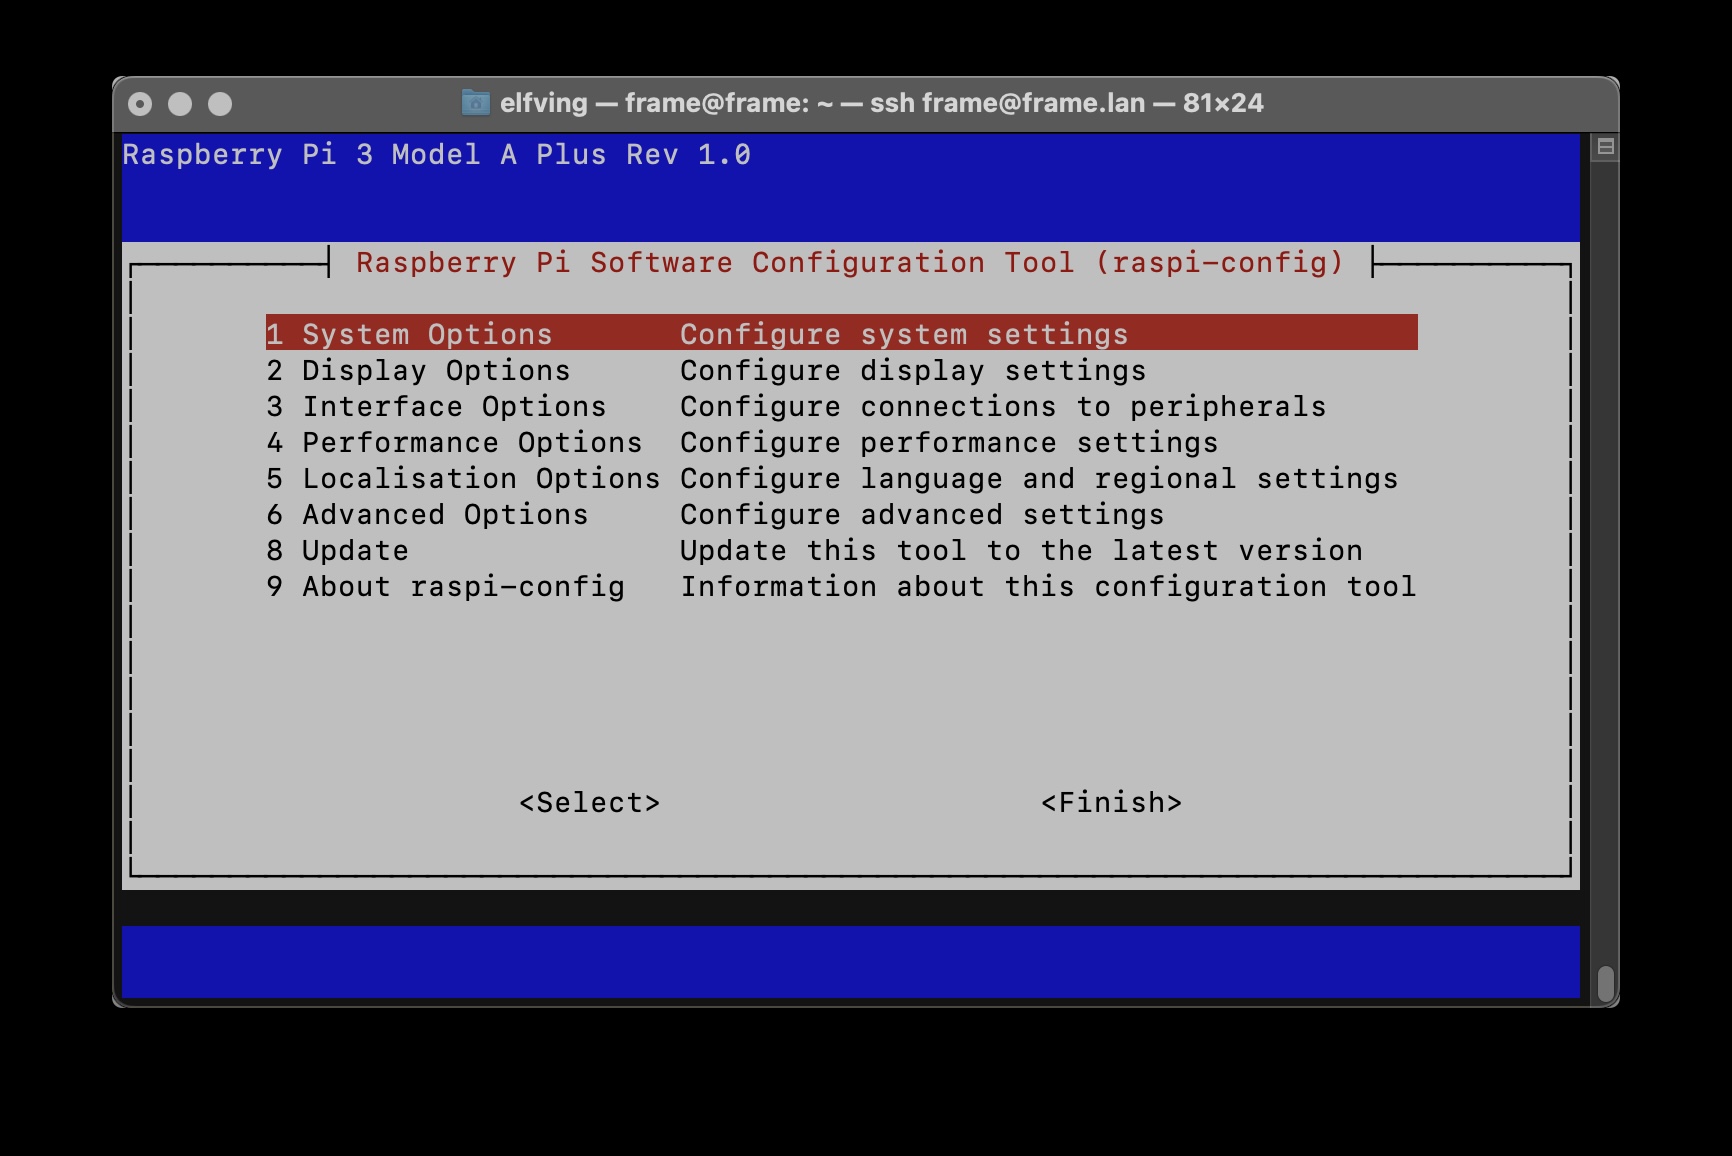 elfving — frame@frame: ~ — ssh frame@frame.lan — 81×24
Raspberry Pi 3 Model A Plus Rev 1.0
Raspberry Pi Software Configuration Tool (raspi-config)
1 System Options Configure system settings
2 Display Options Configure display settings
3 Interface Options Configure connections to peripherals
4 Performance Options Configure performance settings
5 Localisation Options Configure language and regional settings
6 Advanced Options Configure advanced settings
8 Update Update this tool to the latest version
9 About raspi-config Information about this configuration tool
<Select> <Finish>